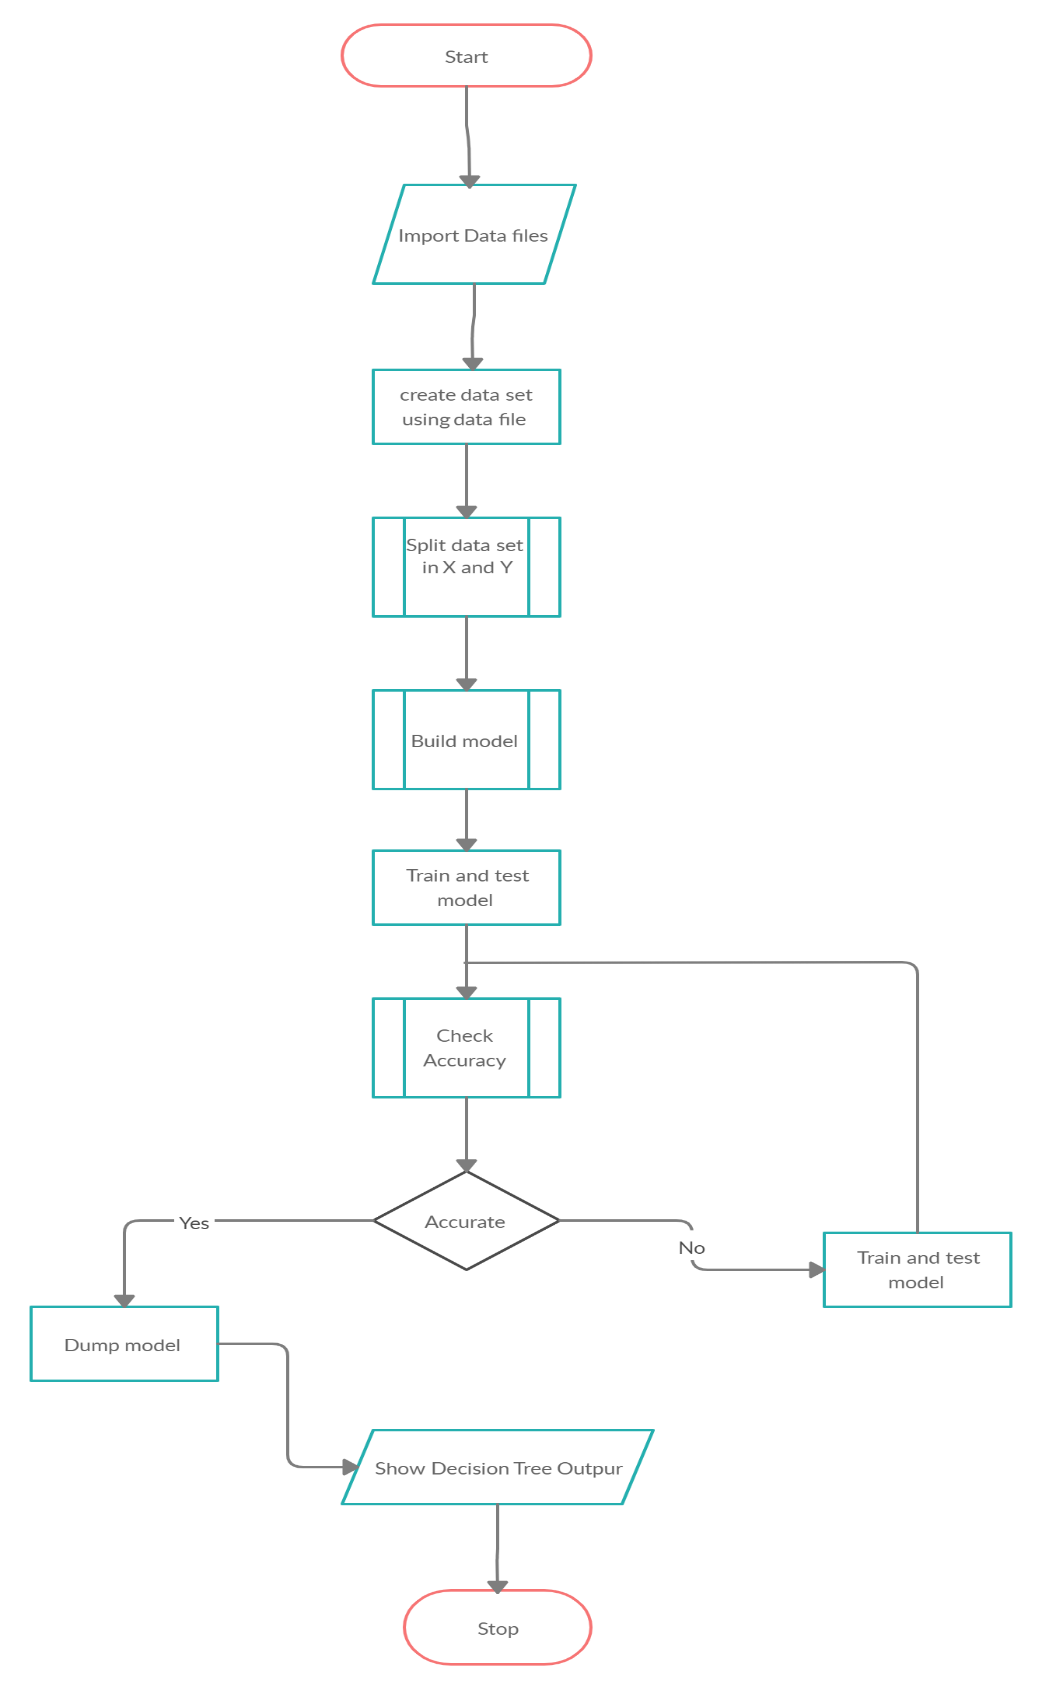 Start
Import Data files
create data set
using data file
Split data set
in X and Y
Build model
Train and test
model
Check
Accuracy
Accurate
Yes
No
Train and test
model
Dump model
Show Decision Tree Outpur
Stop